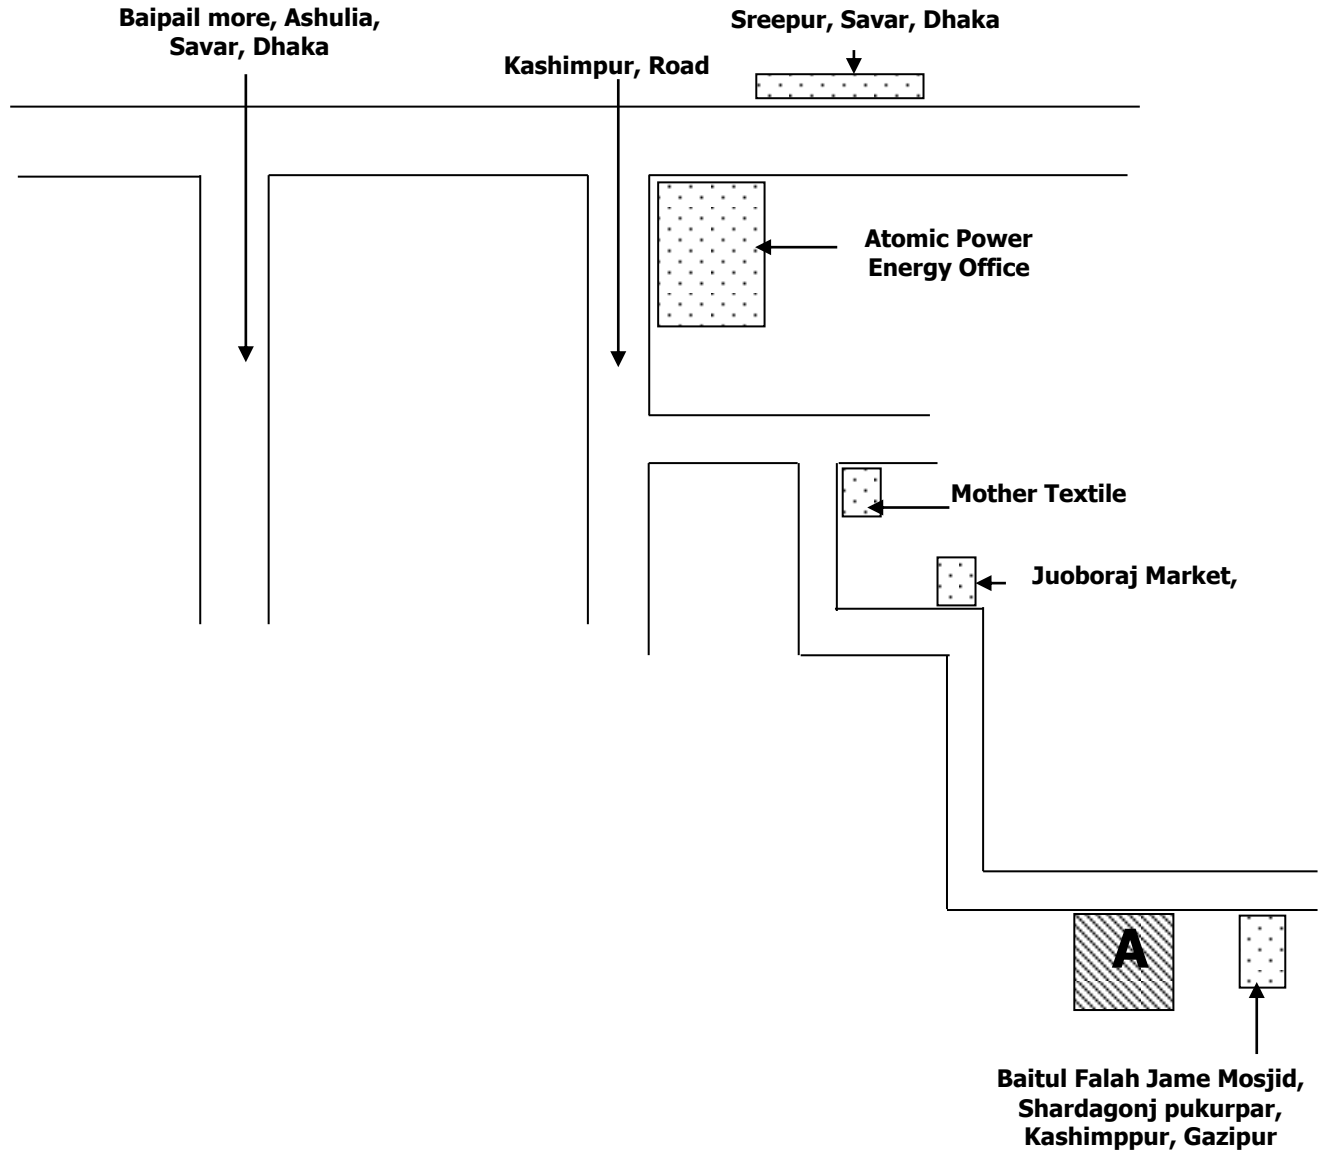 Baipail more, Ashulia,
Savar, Dhaka
Sreepur, Savar, Dhaka
Kashimpur, Road
Atomic Power
Energy Office
Mother Textile
Juoboraj Market,
A
Baitul Falah Jame Mosjid,
Shardagonj pukurpar,
Kashimppur, Gazipur